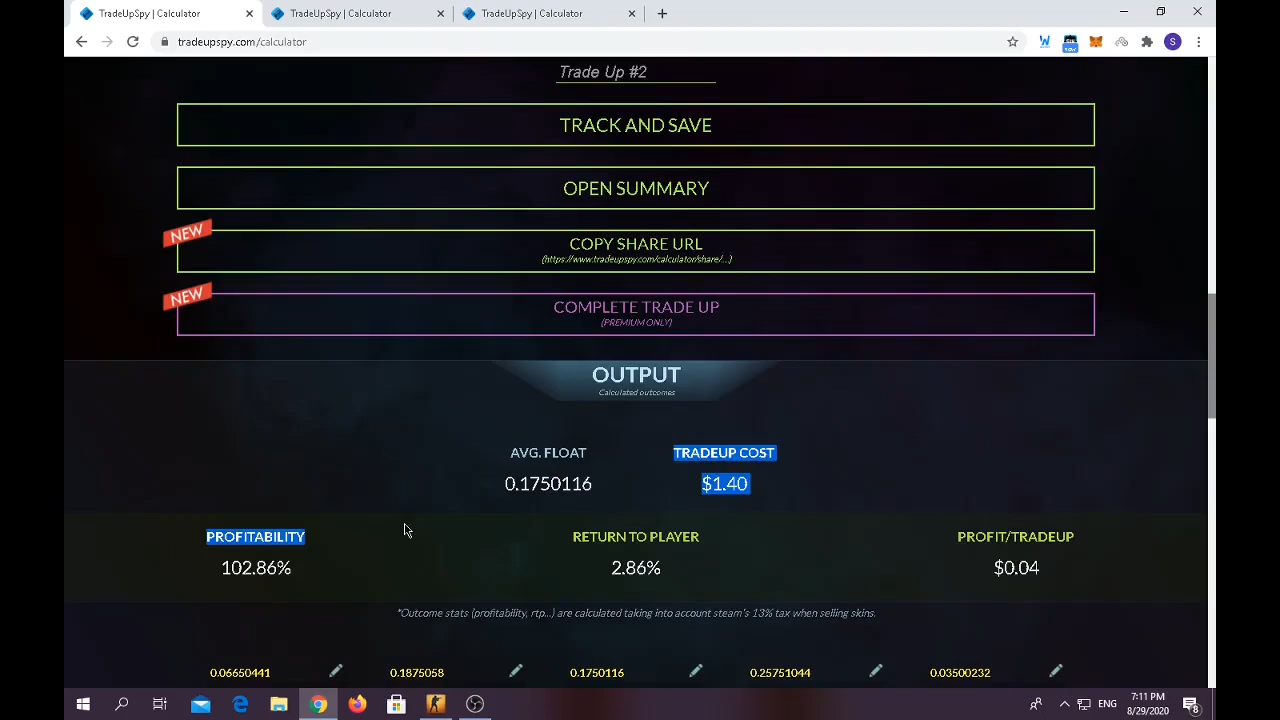 TradeUpSpy | Calculator
TradeUpSpy | Calculator
TradeUpSpy | Calculator
tradeupspy.com/calculator
S
Trade Up #2
TRACK AND SAVE
OPEN SUMMARY
NEW
COPY SHARE URL
(https://www.tradeupspy.com/calculator/share/...)
NEW
COMPLETE TRADE UP
(PREMIUM ONLY)
OUTPUT
Calculated outcomes
AVG. FLOAT
TRADEUP COST
0.1750116
$1.40
PROFITABILITY
RETURN TO PLAYER
PROFIT/TRADEUP
102.86%
2.86%
$0.04
*Outcome stats (profitability, rtp...) are calculated taking into account steam's 13% tax when selling skins.
0.06650441
0.1875058
0.1750116
0.25751044
0.03500232
ENG
7:11 PM
8/29/2020